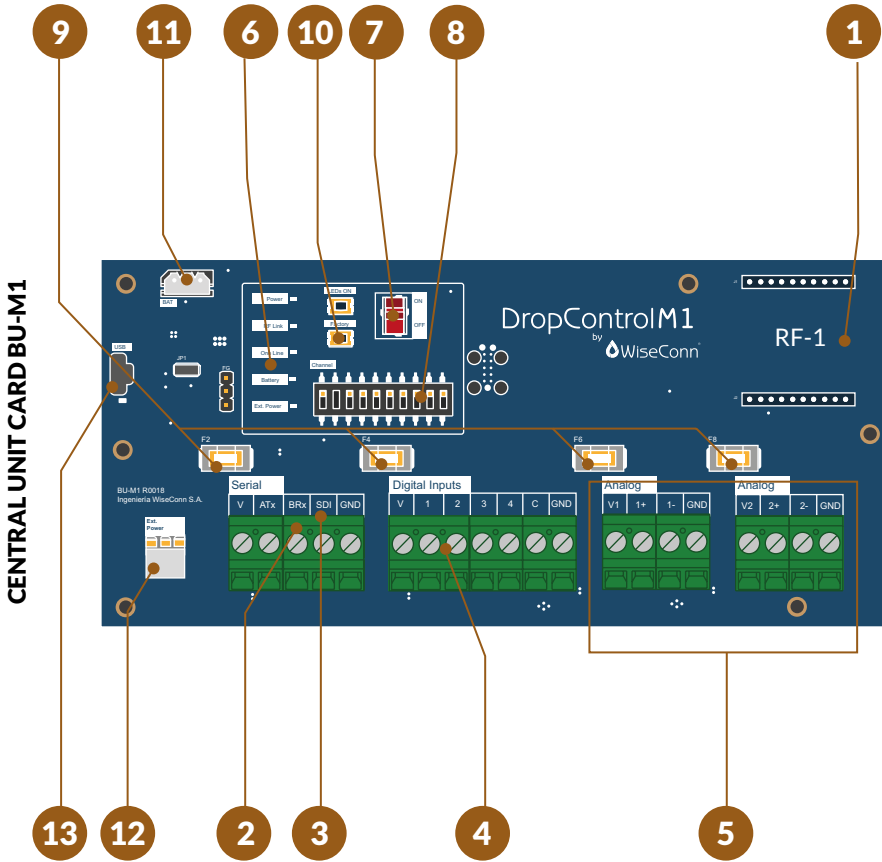 9 11 6 10 7 8 1
CENTRAL UNIT CARD BU-M1
BAT
USB
JP1
FG
Power
RF Link
One Line
Battery
Ext. Power
LEDs ON
Factory
ON
OFF
Channel
DropControlM1
by
WiseConn
RF-1
F2 F4 F6 F8
BU-M1 R0018
Ingeniería WiseConn S.A.
Ext.
Power
Serial
V ATx BRx SDI GND
Digital Inputs
V 1 2 3 4 C GND
Analog
V1 1+ 1- GND
Analog
V2 2+ 2- GND
13 12 2 3 4 5